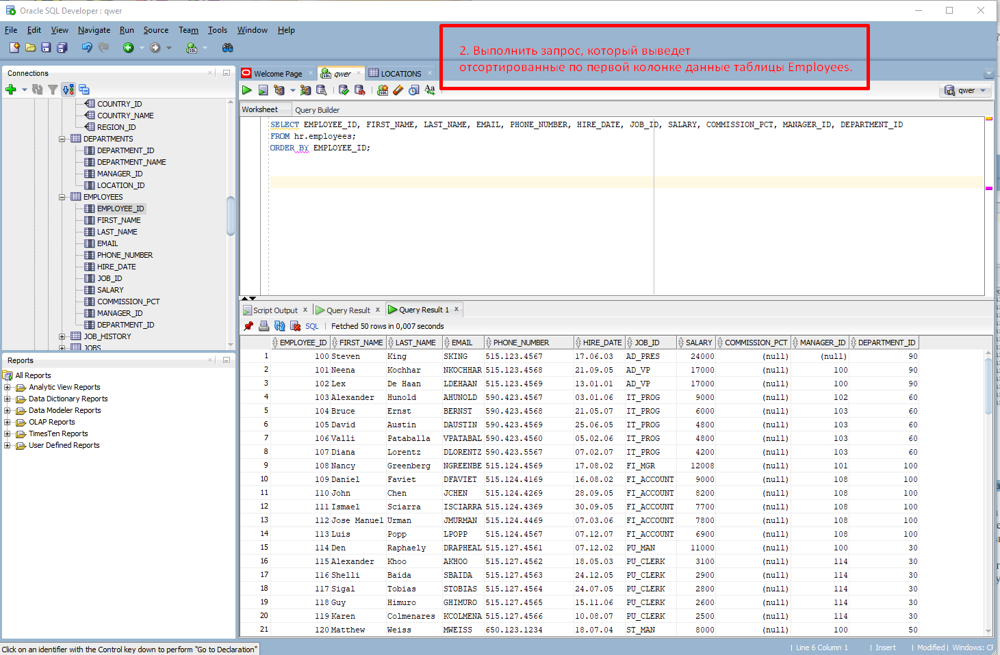 Oracle SQL Developer : qwer
File Edit View Navigate Run Source Team Tools Window Help
2. Выполнить запрос, который выведет
отсортированные по первой колонке данные таблицы Employees.
Connections
Welcome Page qwer LOCATIONS
qwer
Worksheet Query Builder
COUNTRY_ID
COUNTRY_NAME
REGION_ID
DEPARTMENTS
DEPARTMENT_ID
DEPARTMENT_NAME
MANAGER_ID
LOCATION_ID
EMPLOYEES
EMPLOYEE_ID
FIRST_NAME
LAST_NAME
EMAIL
PHONE_NUMBER
HIRE_DATE
JOB_ID
SALARY
COMMISSION_PCT
MANAGER_ID
DEPARTMENT_ID
JOB_HISTORY
JOBS
SELECT EMPLOYEE_ID, FIRST_NAME, LAST_NAME, EMAIL, PHONE_NUMBER, HIRE_DATE, JOB_ID, SALARY, COMMISSION_PCT, MANAGER_ID, DEPARTMENT_ID
FROM hr.employees;
ORDER BY EMPLOYEE_ID;
Reports
All Reports
Analytic View Reports
Data Dictionary Reports
Data Modeler Reports
OLAP Reports
TimesTen Reports
User Defined Reports
Script Output Query Result Query Result 1
SQL Fetched 50 rows in 0,007 seconds
EMPLOYEE_ID FIRST_NAME LAST_NAME EMAIL PHONE_NUMBER HIRE_DATE JOB_ID SALARY COMMISSION_PCT MANAGER_ID DEPARTMENT_ID
1 100 Steven King SKING 515.123.4567 17.06.03 AD_PRES 24000 (null) (null) 90
2 101 Neena Kochhar NKOCHHAR 515.123.4568 21.09.05 AD_VP 17000 (null) 100 90
3 102 Lex De Haan LDEHAAN 515.123.4569 13.01.01 AD_VP 17000 (null) 100 90
4 103 Alexander Hunold AHUNOLD 590.423.4567 03.01.06 IT_PROG 9000 (null) 102 60
5 104 Bruce Ernst BERNST 590.423.4568 21.05.07 IT_PROG 6000 (null) 103 60
6 105 David Austin DAUSTIN 590.423.4569 25.06.05 IT_PROG 4800 (null) 103 60
7 106 Valli Pataballa VPATABAL 590.423.4560 05.02.06 IT_PROG 4800 (null) 103 60
8 107 Diana Lorentz DLORENTZ 590.423.5567 07.02.07 IT_PROG 4200 (null) 103 60
9 108 Nancy Greenberg NGREENBE 515.124.4569 17.08.02 FI_MGR 12008 (null) 101 100
10 109 Daniel Faviet DFAVIET 515.124.4169 16.08.02 FI_ACCOUNT 9000 (null) 108 100
11 110 John Chen JCHEN 515.124.4269 28.09.05 FI_ACCOUNT 8200 (null) 108 100
12 111 Ismael Sciarra ISCIARRA 515.124.4369 30.09.05 FI_ACCOUNT 7700 (null) 108 100
13 112 Jose Manuel Urman JMURMAN 515.124.4469 07.03.06 FI_ACCOUNT 7800 (null) 108 100
14 113 Luis Popp LPOPP 515.124.4567 07.12.07 FI_ACCOUNT 6900 (null) 108 100
15 114 Den Raphaely DRAPHEAL 515.127.4561 07.12.02 PU_MAN 11000 (null) 100 30
16 115 Alexander Khoo AKHOO 515.127.4562 18.05.03 PU_CLERK 3100 (null) 114 30
17 116 Shelli Baida SBAIDA 515.127.4563 24.12.05 PU_CLERK 2900 (null) 114 30
18 117 Sigal Tobias STOBIAS 515.127.4564 24.07.05 PU_CLERK 2800 (null) 114 30
19 118 Guy Himuro GHIMURO 515.127.4565 15.11.06 PU_CLERK 2600 (null) 114 30
20 119 Karen Colmenares KCOLMENA 515.127.4566 10.08.07 PU_CLERK 2500 (null) 114 30
21 120 Matthew Weiss MWEISS 650.123.1234 18.07.04 ST_MAN 8000 (null) 100 50
Click on an identifier with the Control key down to perform "Go to Declaration"
Line 6 Column 1 | Insert | Modified | Windows: CF